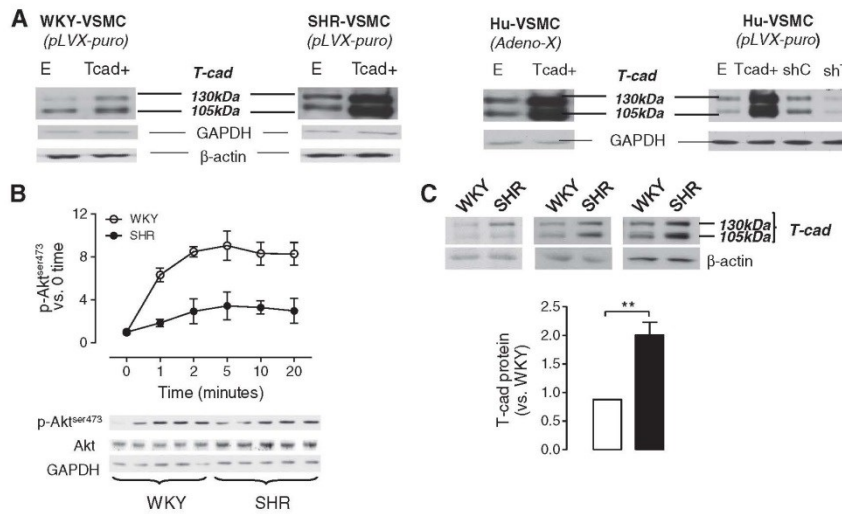 A
WKY-VSMC
(pLVX-puro)
E Tcad+
SHR-VSMC
(pLVX-puro)
E Tcad+
T-cad
130kDa
105kDa
GAPDH
β-actin
Hu-VSMC
(Adeno-X)
E Tcad+
Hu-VSMC
(pLVX-puro)
E Tcad+ shC
T-cad
130kDa
105kDa
GAPDH
B
WKY
SHR
p-Akt^ser473
vs. 0 time
12
8
4
0
0 1 2 5 10 20
Time (minutes)
p-Akt^ser473
Akt
GAPDH
WKY SHR
C
WKY SHR WKY SHR WKY SHR
130kDa
105kDa
T-cad
β-actin
**
T-cad protein
(vs. WKY)
2.5
2.0
1.5
1.0
0.5
0.0